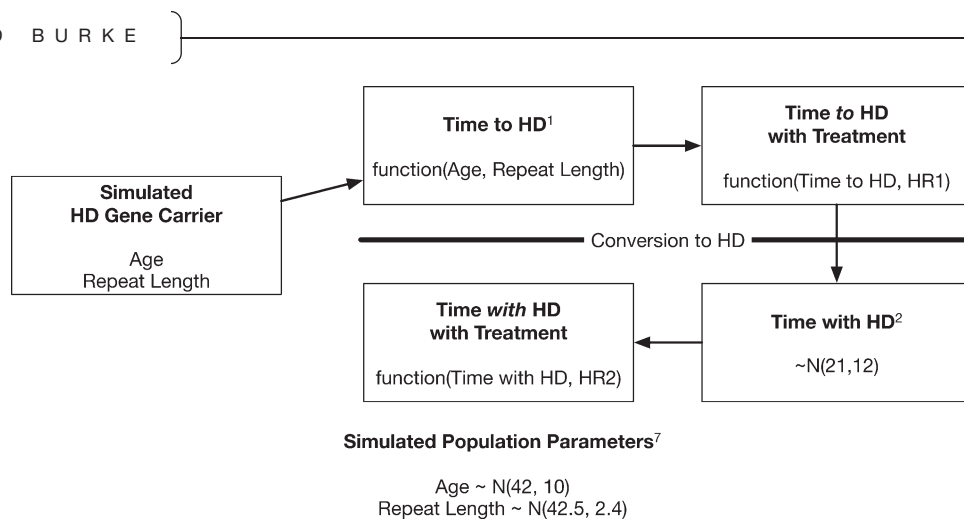 BURKE
Simulated
HD Gene Carrier
Age
Repeat Length
Time to HD¹
function(Age, Repeat Length)
Time to HD
with Treatment
function(Time to HD, HR1)
Conversion to HD
Time with HD²
~N(21,12)
Time with HD
with Treatment
function(Time with HD, HR2)
Simulated Population Parameters⁷
Age ~ N(42, 10)
Repeat Length ~ N(42.5, 2.4)